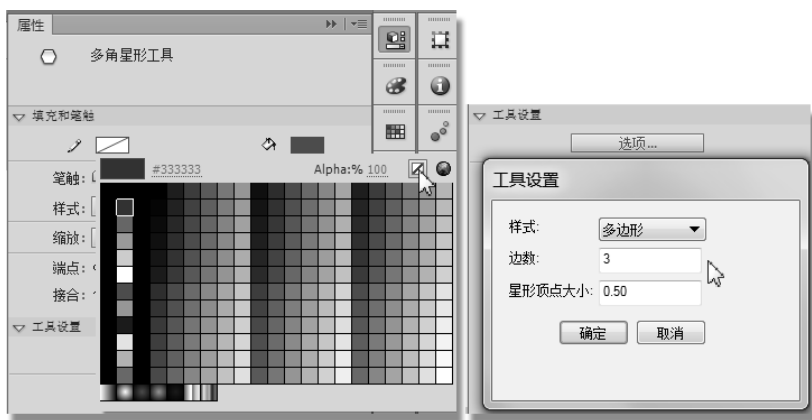 属性
多角星形工具
填充和笔触
#333333
Alpha:% 100
笔触:
样式:
缩放:
端点:
接合:
工具设置
工具设置
选项...
工具设置
样式: 多边形
边数: 3
星形顶点大小: 0.50
确定 取消